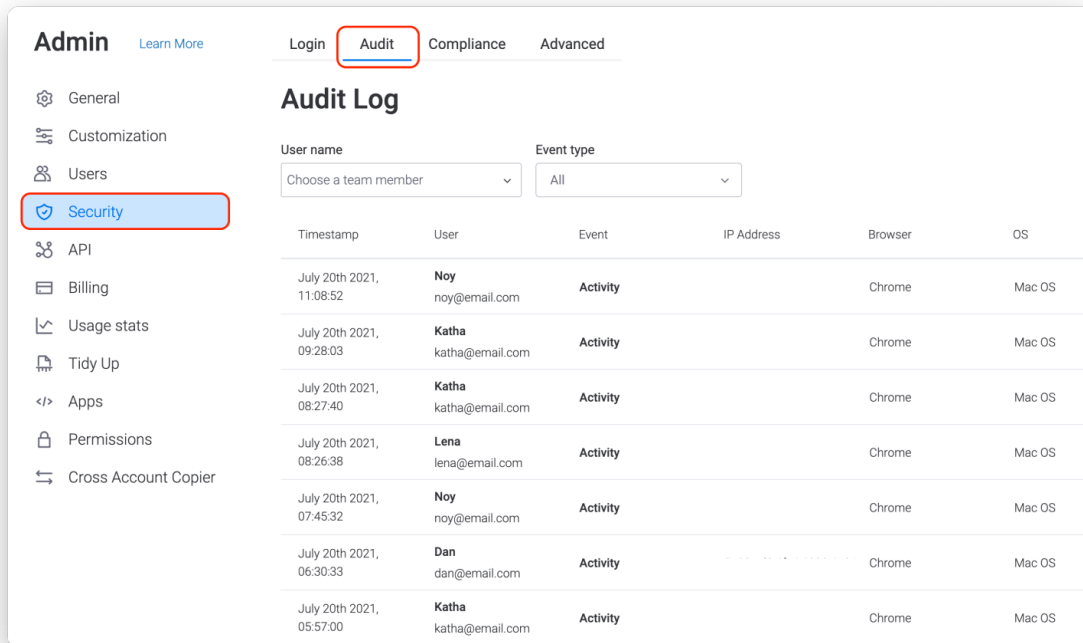 Admin
Learn More
General
Customization
Users
Security
API
Billing
Usage stats
Tidy Up
Apps
Permissions
Cross Account Copier
Login Audit Compliance Advanced
Audit Log
User name Event type
Choose a team member All
Timestamp User Event IP Address Browser OS
July 20th 2021,
11:08:52
Noy
noy@email.com
Activity
Chrome
Mac OS
July 20th 2021,
09:28:03
Katha
katha@email.com
Activity
Chrome
Mac OS
July 20th 2021,
08:27:40
Katha
katha@email.com
Activity
Chrome
Mac OS
July 20th 2021,
08:26:38
Lena
lena@email.com
Activity
Chrome
Mac OS
July 20th 2021,
07:45:32
Noy
noy@email.com
Activity
Chrome
Mac OS
July 20th 2021,
06:30:33
Dan
dan@email.com
Activity
Chrome
Mac OS
July 20th 2021,
05:57:00
Katha
katha@email.com
Activity
Chrome
Mac OS